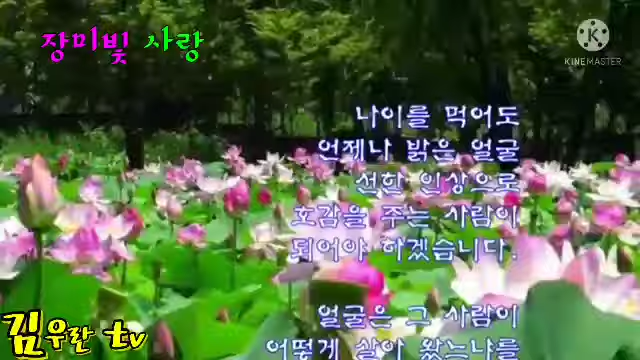 장미빛 사랑
KINEMASTER
나이를 먹어도
언제나 밝은 얼굴
선한 인상으로
호감을 주는 사람이
되어야 하겠습니다.
얼굴은 그 사람이
어떻게 살아 왔느냐를
김우란 tv